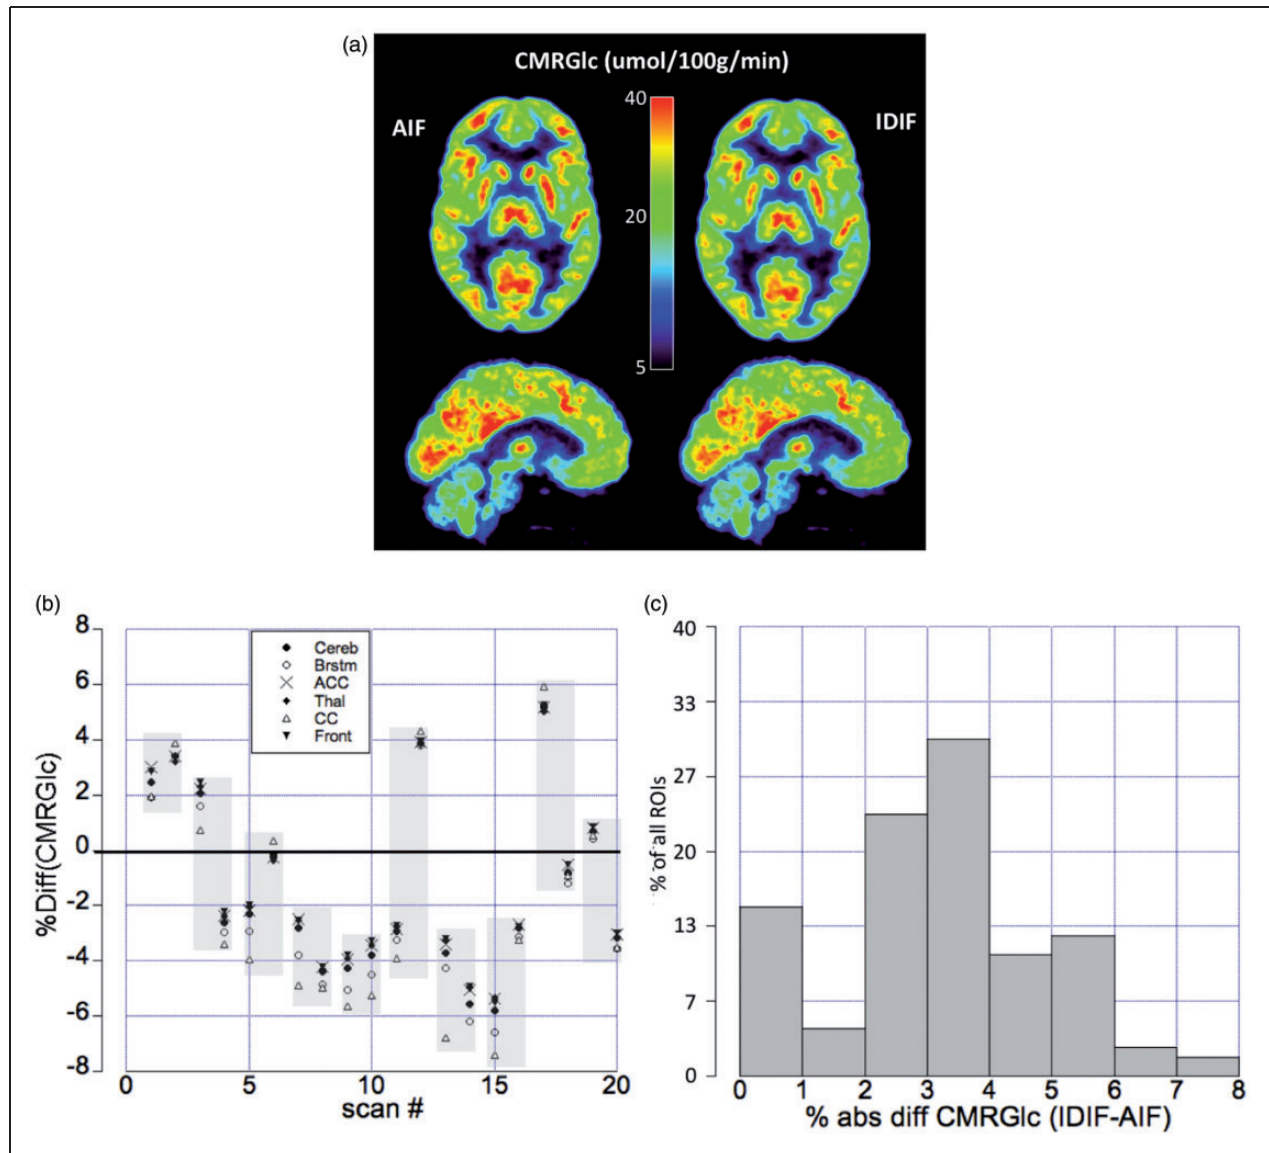 (a)
CMRGlc (umol/100g/min)
AIF
40
20
5
IDIF
(b)
%Diff(CMRGlc)
8
6
4
2
0
-2
-4
-6
-8
Cereb
Brstm
ACC
Thal
CC
Front
0 5 10 15 20
scan #
(c)
% of all ROIs
40
33
27
20
13
7
0
0 1 2 3 4 5 6 7 8
% abs diff CMRGlc (IDIF-AIF)